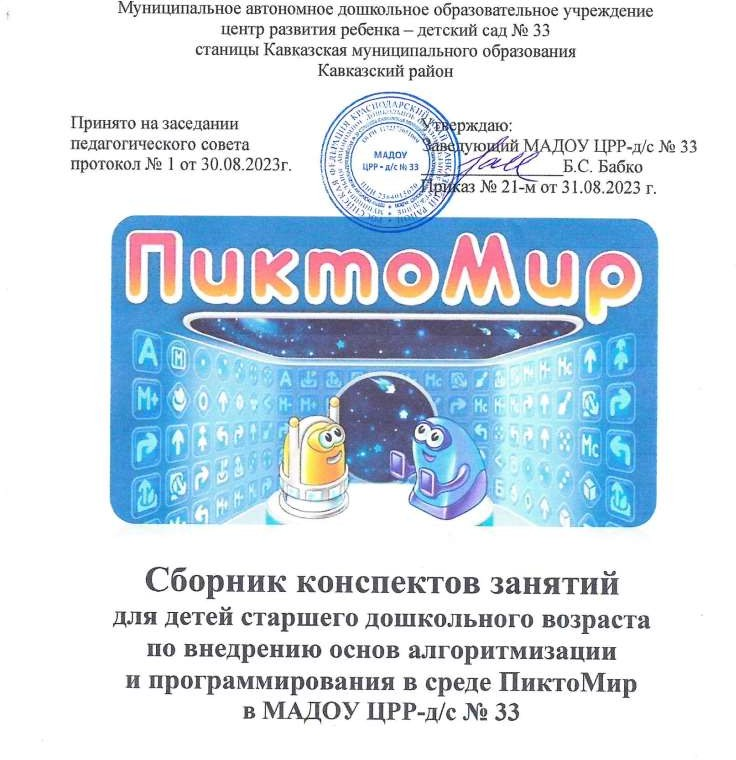 Муниципальное автономное дошкольное образовательное учреждение
центр развития ребенка – детский сад № 33
станицы Кавказская муниципального образования
Кавказский район
Принято на заседании
педагогического совета
протокол № 1 от 30.08.2023г.
Утверждаю:
Заведующий МАДОУ ЦРР-д/с № 33
Б.С. Бабко
Приказ № 21-м от 31.08.2023 г.
МАДОУ
ЦРР - д/с № 33
ПиктоМир
Сборник конспектов занятий
для детей старшего дошкольного возраста
по внедрению основ алгоритмизации
и программирования в среде ПиктоМир
в МАДОУ ЦРР-д/с № 33